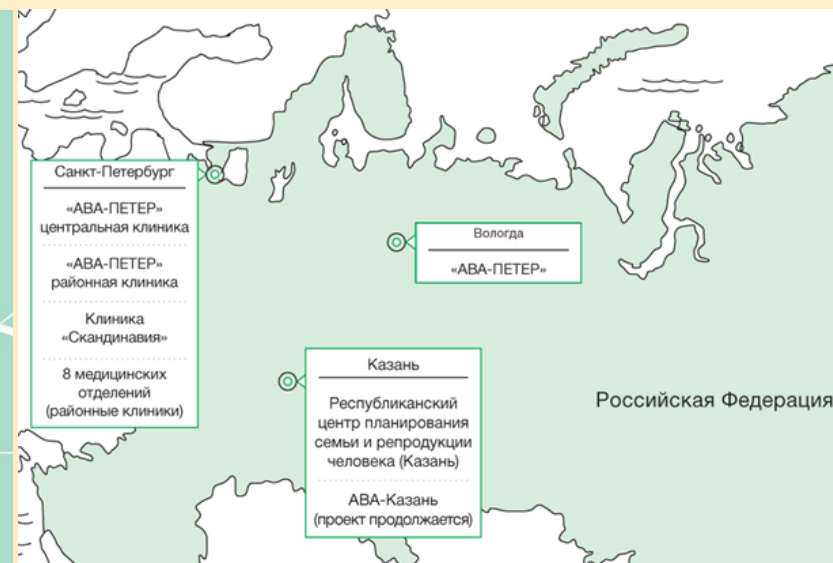 Санкт-Петербург
«АВА-ПЕТЕР»
центральная клиника
«АВА-ПЕТЕР»
районная клиника
Клиника
«Скандинавия»
8 медицинских
отделений
(районные клиники)
Вологда
«АВА-ПЕТЕР»
Казань
Республиканский
центр планирования
семьи и репродукции
человека (Казань)
АВА-Казань
(проект продолжается)
Российская Федерация